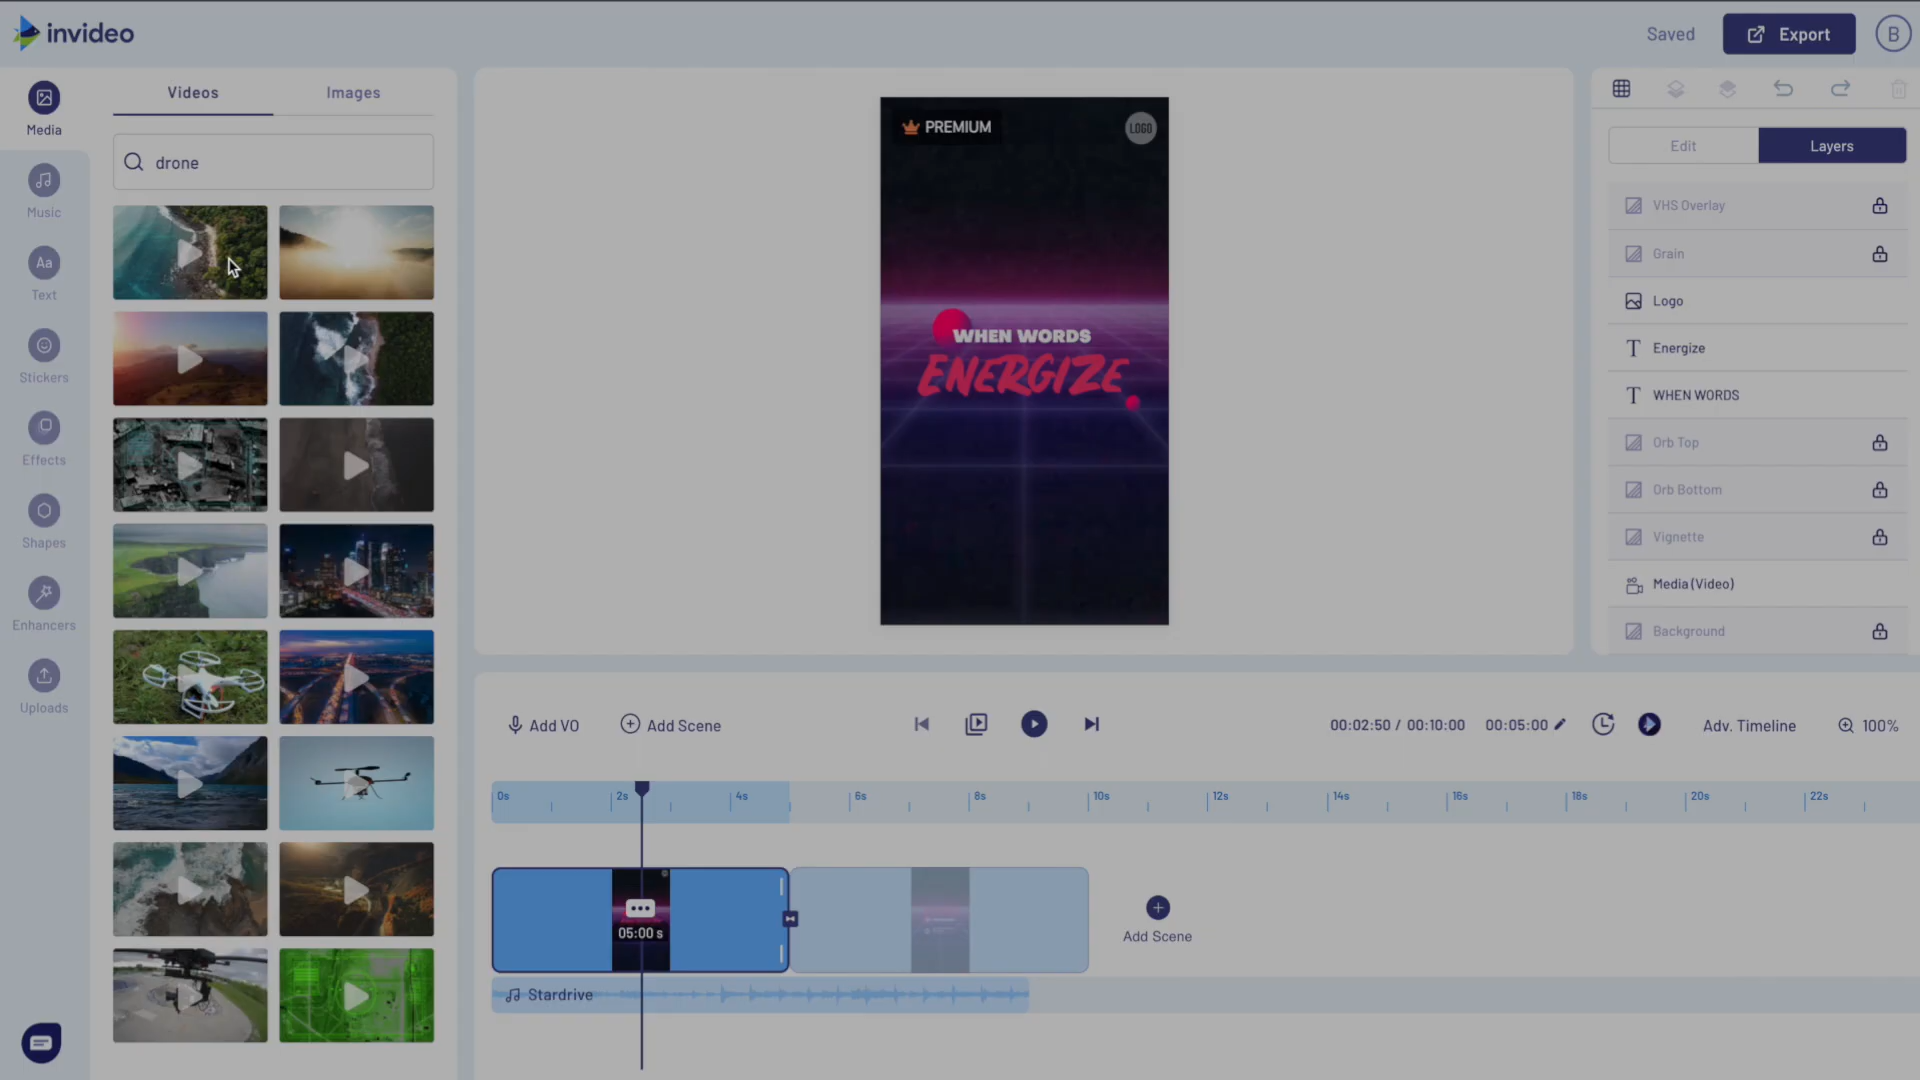 invideo
Saved
Export
B
Media
Music
Text
Aa
Stickers
Effects
Shapes
Enhancers
Uploads
Videos
Images
drone
PREMIUM
LOGO
WHEN WORDS
ENERGIZE
Edit
Layers
VHS Overlay
Grain
Logo
Energize
WHEN WORDS
Orb Top
Orb Bottom
Vignette
Media (Video)
Background
Add VO
Add Scene
00:02:50 / 00:10:00
00:05:00
Adv. Timeline
100%
0s 2s 4s 6s 8s 10s 12s 14s 16s 18s 20s 22s
05:00 s
Add Scene
Stardrive